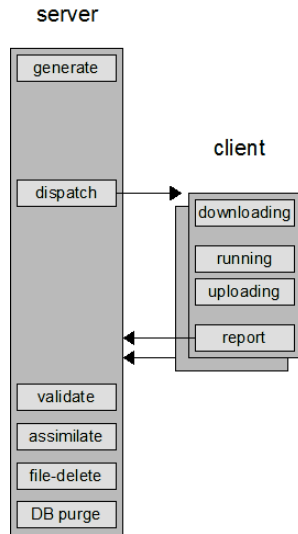 server
generate
dispatch
client
downloading
running
uploading
report
validate
assimilate
file-delete
DB purge